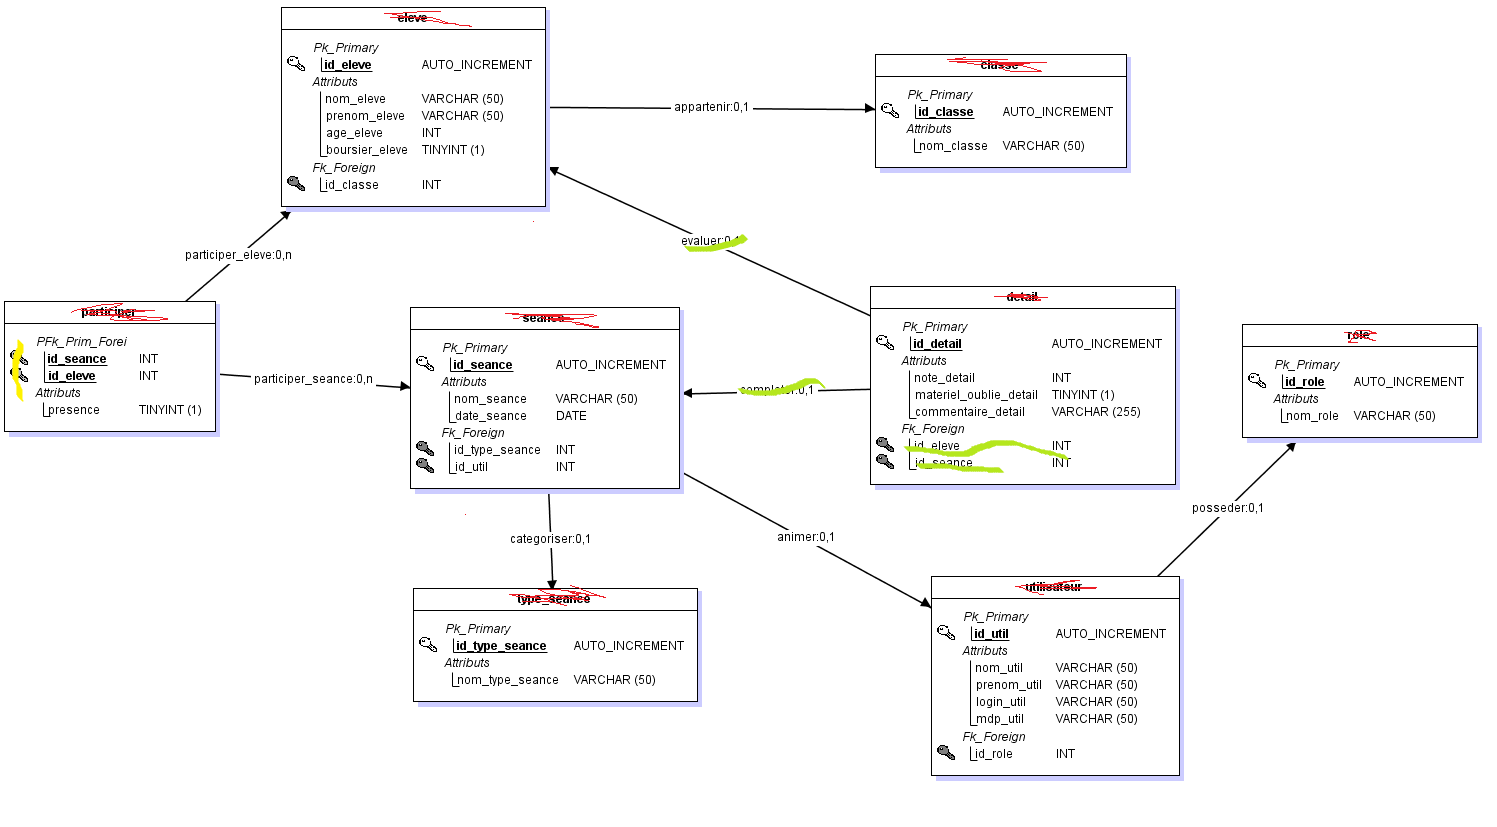 eleve
Pk_Primary
id_eleve AUTO_INCREMENT
Attributs
nom_eleve VARCHAR (50)
prenom_eleve VARCHAR (50)
age_eleve INT
boursier_eleve TINYINT (1)
Fk_Foreign
id_classe INT
appartenir:0,1
classe
Pk_Primary
id_classe AUTO_INCREMENT
Attributs
nom_classe VARCHAR (50)
evaluer:0,1
participer_eleve:0,n
participer
PFk_Prim_Forei
id_seance INT
id_eleve INT
Attributs
presence TINYINT (1)
participer_seance:0,n
seance
Pk_Primary
id_seance AUTO_INCREMENT
Attributs
nom_seance VARCHAR (50)
date_seance DATE
Fk_Foreign
id_type_seance INT
id_util INT
completer:0,1
detail
Pk_Primary
id_detail AUTO_INCREMENT
Attributs
note_detail INT
materiel_oublie_detail TINYINT (1)
commentaire_detail VARCHAR (255)
Fk_Foreign
id_eleve INT
id_seance INT
role
Pk_Primary
id_role AUTO_INCREMENT
Attributs
nom_role VARCHAR (50)
posseder:0,1
categoriser:0,1
animer:0,1
type_seance
Pk_Primary
id_type_seance AUTO_INCREMENT
Attributs
nom_type_seance VARCHAR (50)
utilisateur
Pk_Primary
id_util AUTO_INCREMENT
Attributs
nom_util VARCHAR (50)
prenom_util VARCHAR (50)
login_util VARCHAR (50)
mdp_util VARCHAR (50)
Fk_Foreign
id_role INT